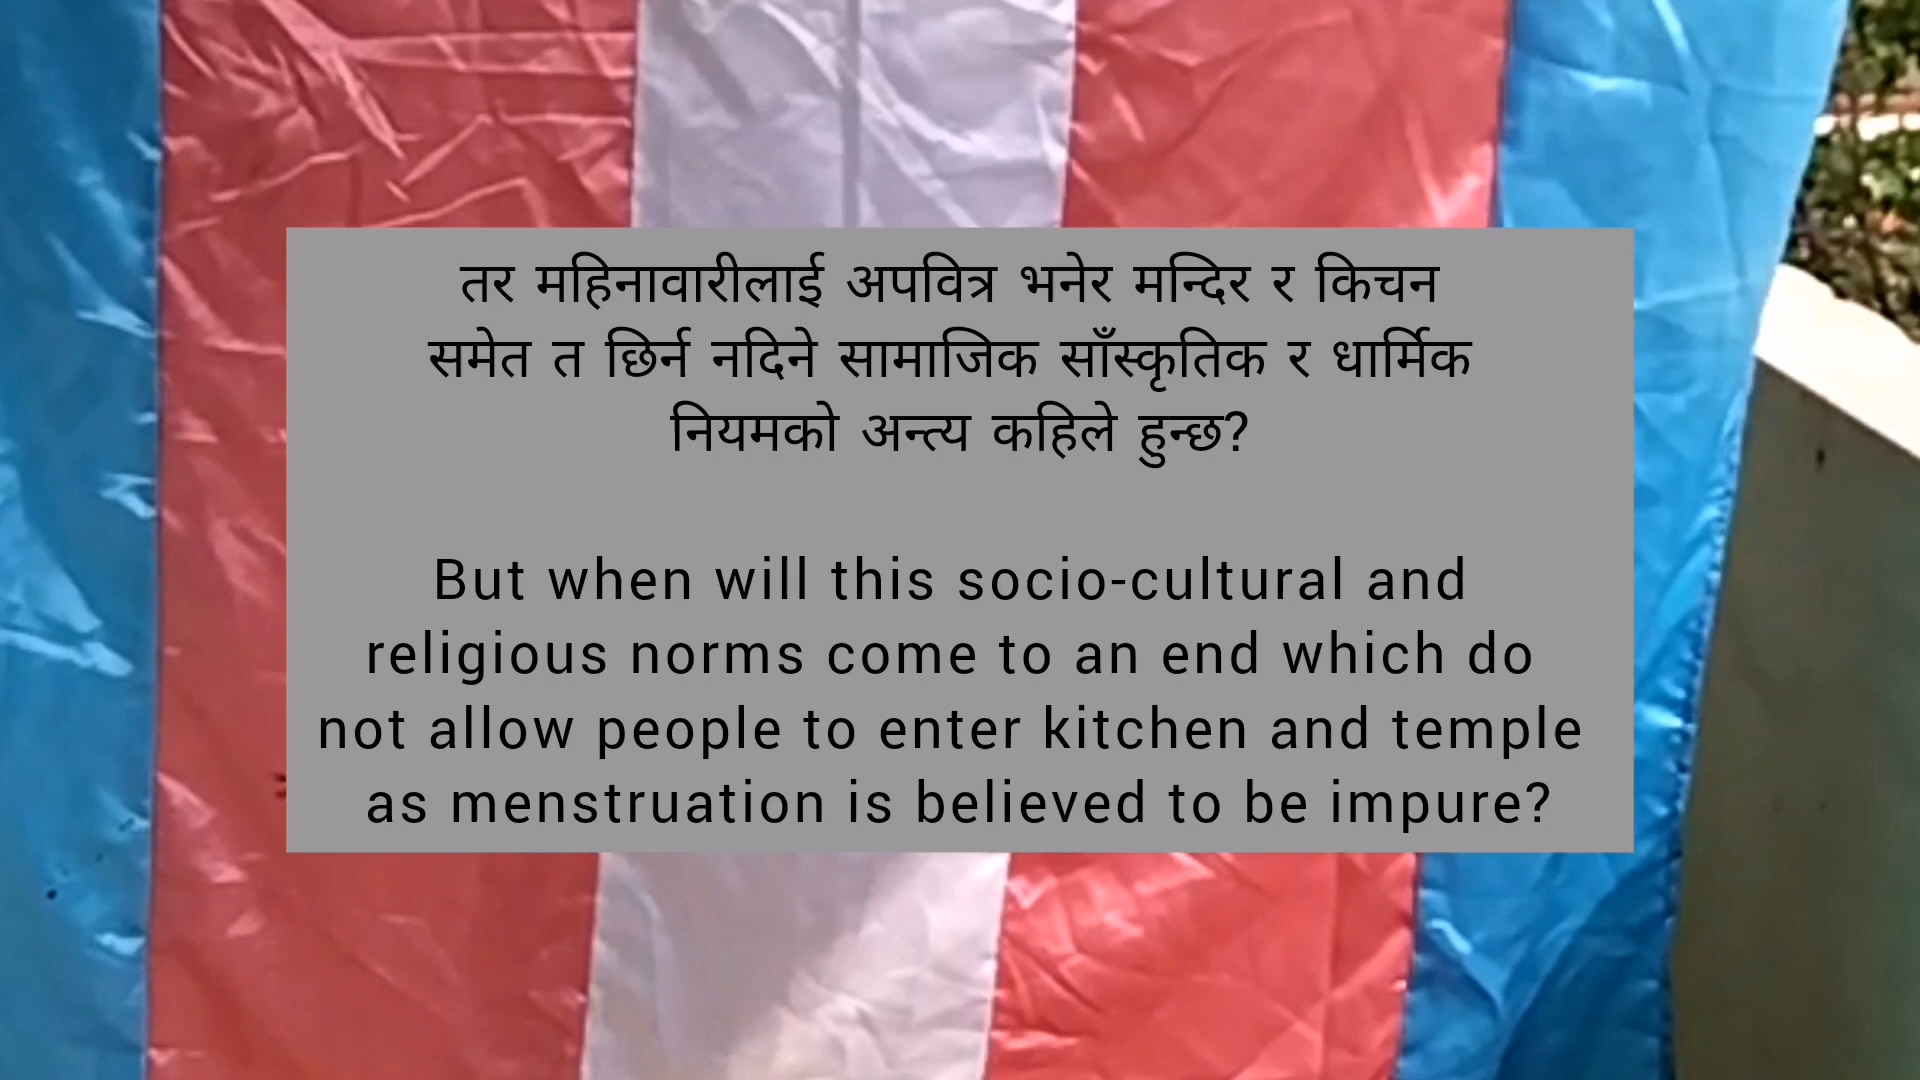 तर महिनावारीलाई अपवित्र भनेर मन्दिर र किचन
समेत त छिर्न नदिने सामाजिक साँस्कृतिक र धार्मिक
नियमको अन्त्य कहिले हुन्छ?
But when will this socio-cultural and
religious norms come to an end which do
not allow people to enter kitchen and temple
as menstruation is believed to be impure?